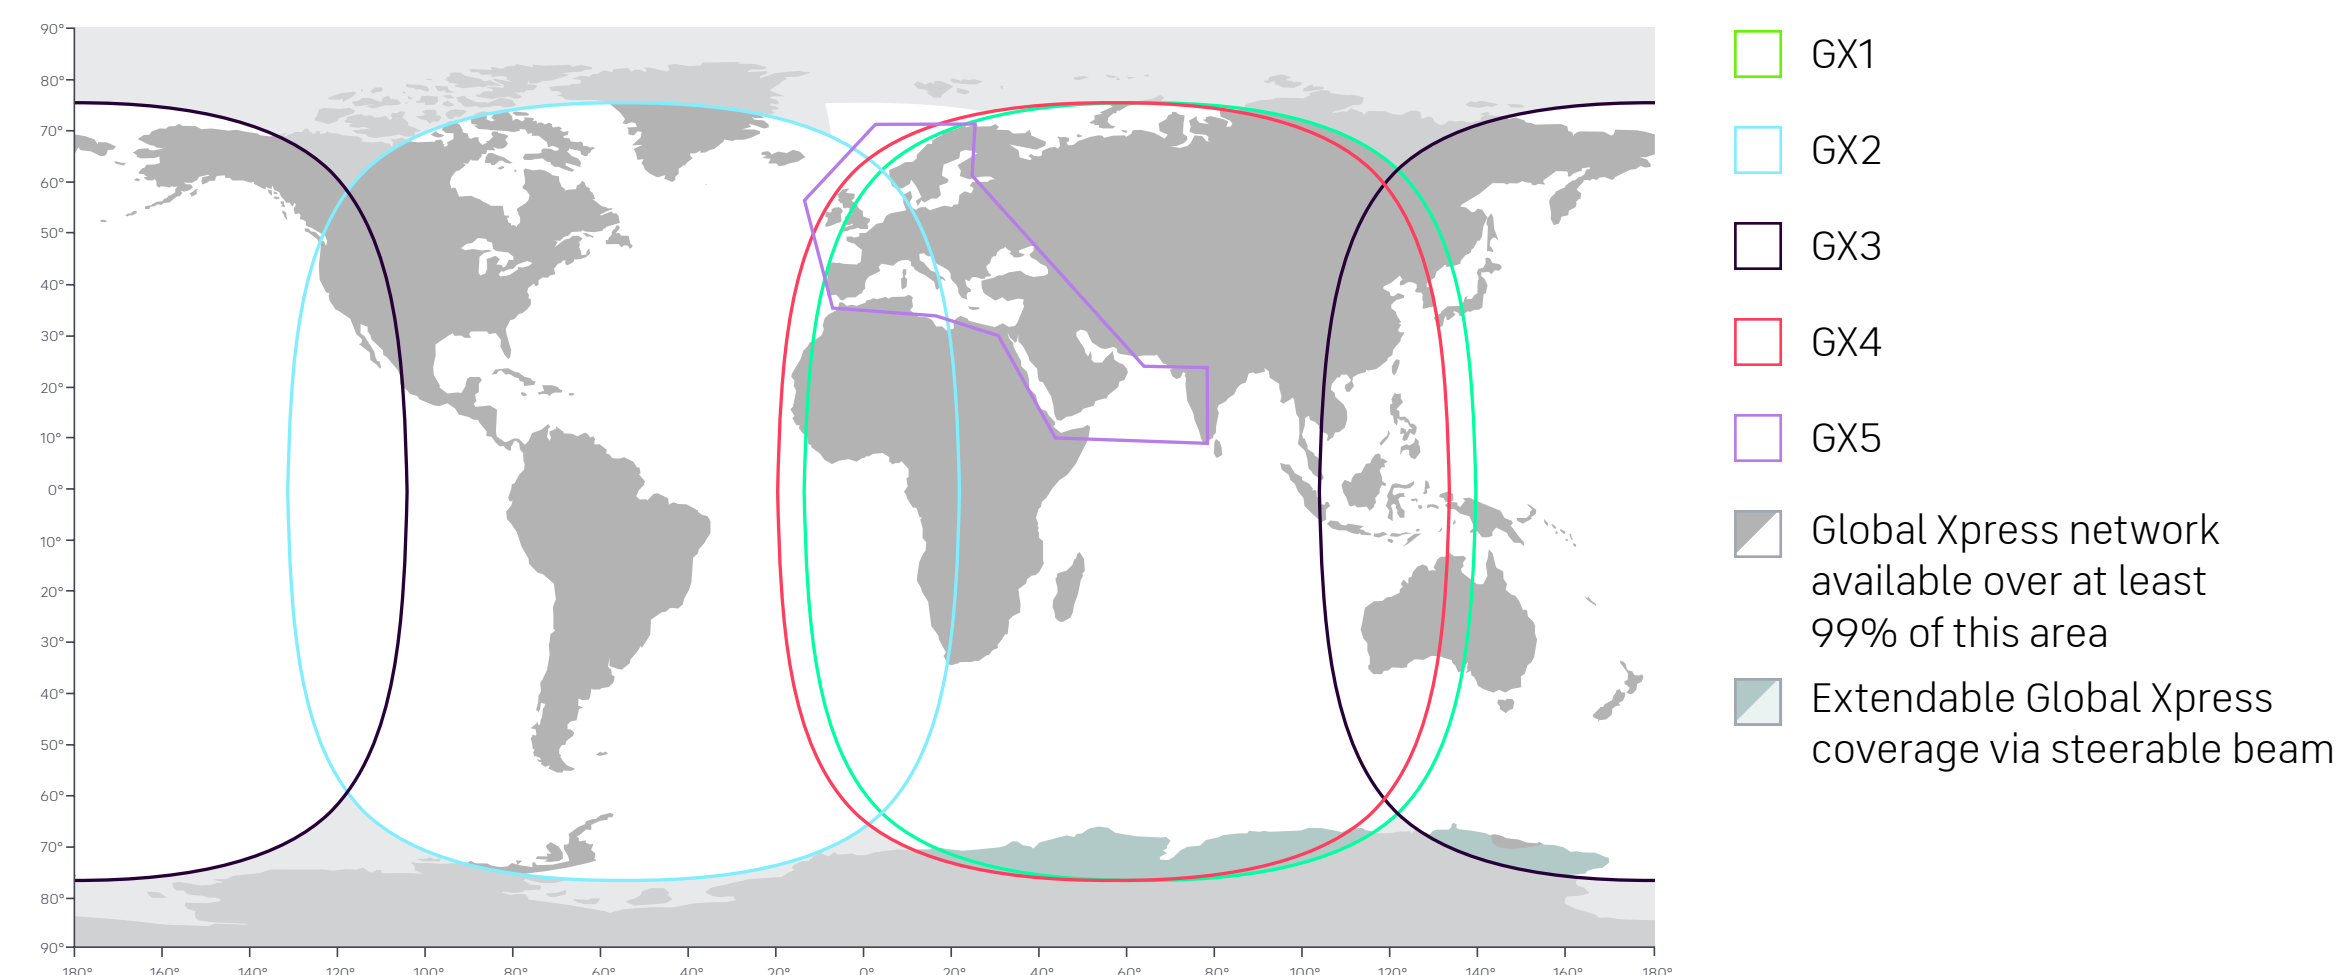 90°
80°
70°
60°
50°
40°
30°
20°
10°
0°
10°
20°
30°
40°
50°
60°
70°
80°
90°
180° 160° 140° 120° 100° 80° 60° 40° 20° 0° 20° 40° 60° 80° 100° 120° 140° 160° 180°
GX1
GX2
GX3
GX4
GX5
Global Xpress network
available over at least
99% of this area
Extendable Global Xpress
coverage via steerable beam